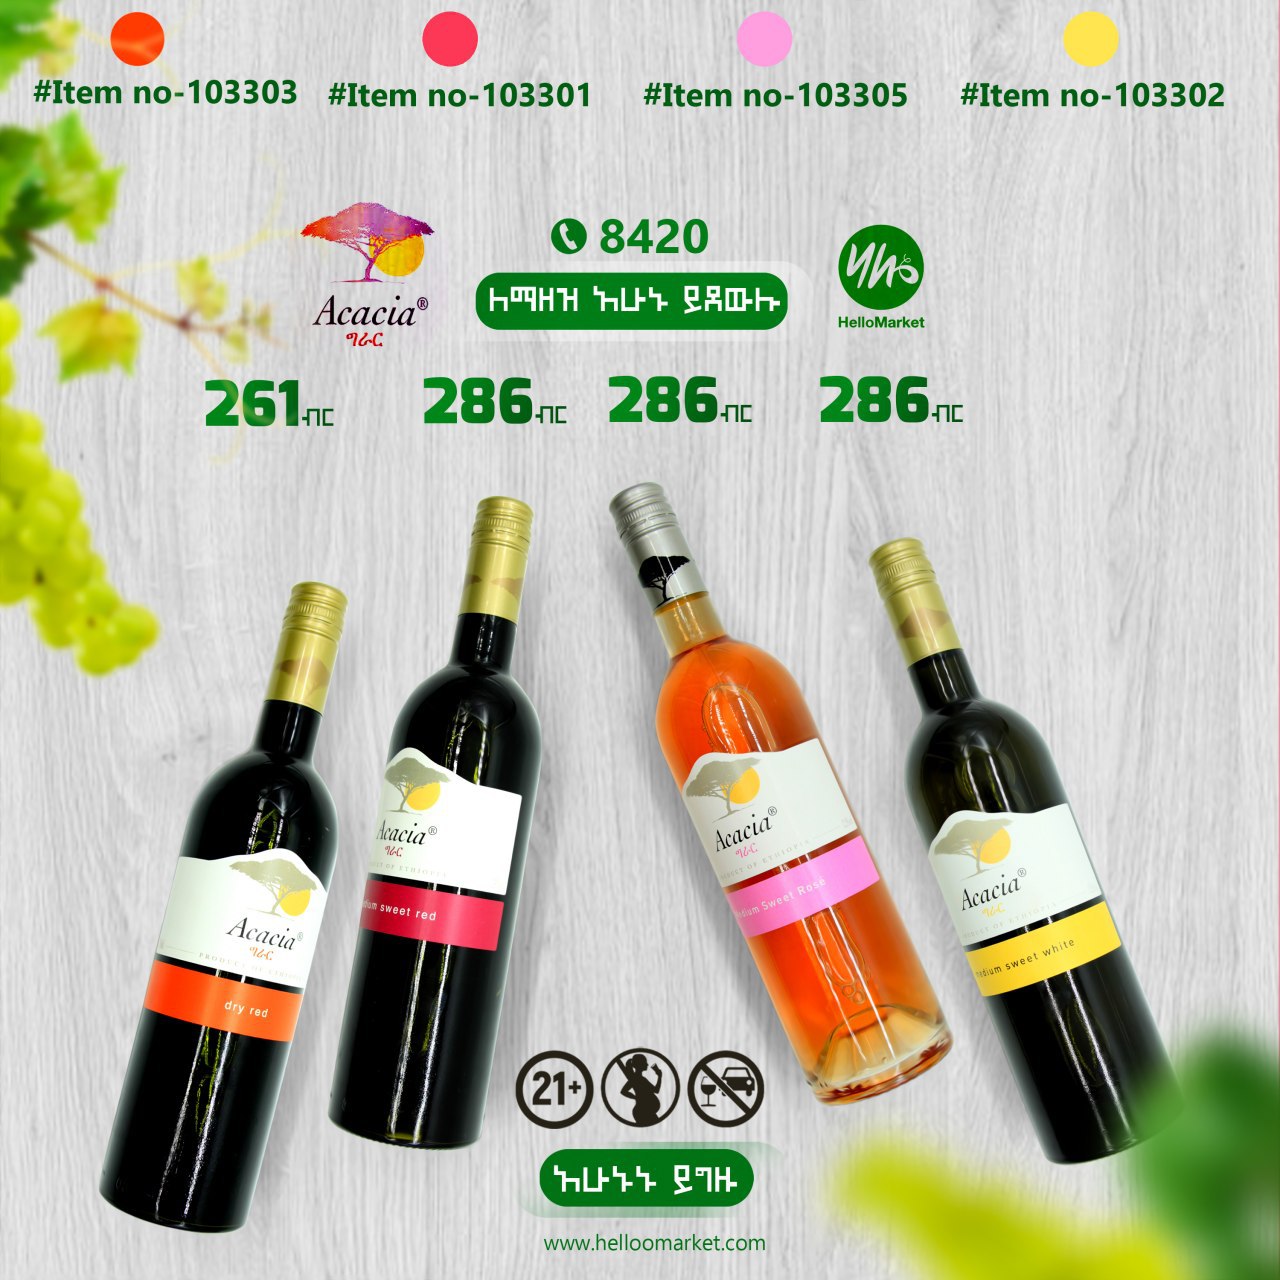 #Item no-103303
#Item no-103301
#Item no-103305
#Item no-103302
Acacia®
ግራር
8420
ለማዘዝ አሁኑ ይደውሉ
ሃሎ
HelloMarket
261ብር
286ብር
286ብር
286ብር
Acacia®
ግራር
PRODUCT OF
dry red
Acacia®
ግራር
OF ETHIOPIA
sweet red
Acacia®
ግራር
PRODUCT OF ETHIOPIA
Medium Sweet Rosé
Acacia®
ግራር
PRODUCT OF ETHIOPIA
medium sweet white
21+
አሁኑኑ ይግዙ
www.helloomarket.com